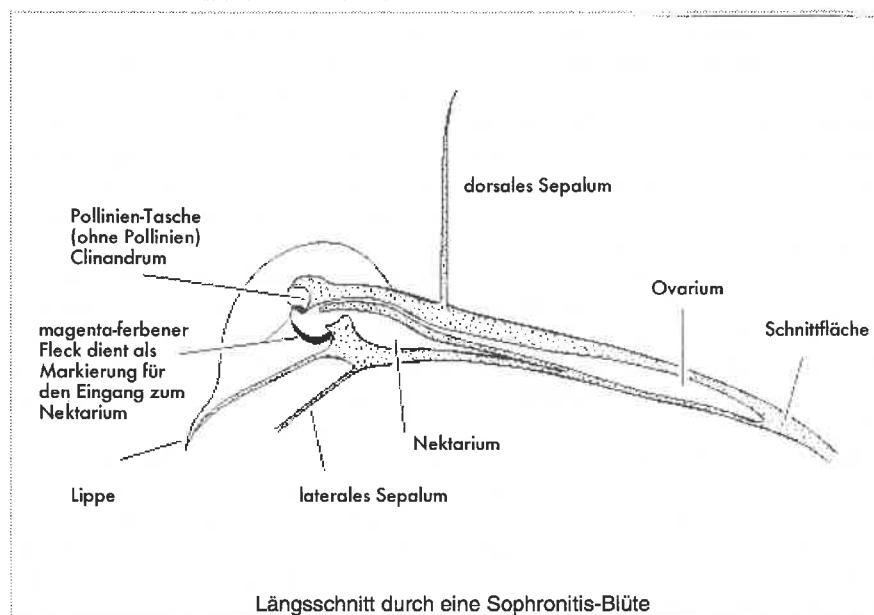 dorsales Sepalum
Pollinien-Tasche
(ohne Pollinien)
Clinandrum
Ovarium
Schnittfläche
magenta-ferbener
Fleck dient als
Markierung für
den Eingang zum
Nektarium
Nektarium
Lippe
laterales Sepalum
Längsschnitt durch eine Sophronitis-Blüte